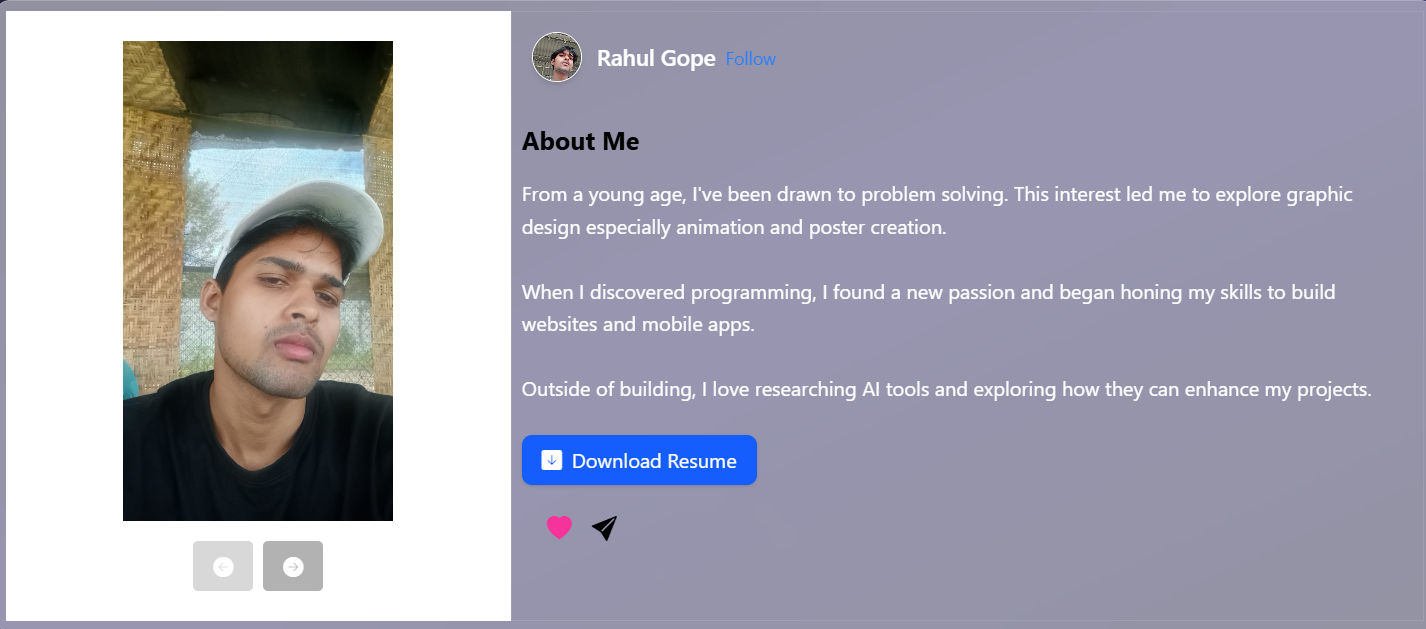 Rahul Gope Follow
About Me
From a young age, I've been drawn to problem solving. This interest led me to explore graphic
design especially animation and poster creation.
When I discovered programming, I found a new passion and began honing my skills to build
websites and mobile apps.
Outside of building, I love researching AI tools and exploring how they can enhance my projects.
Download Resume